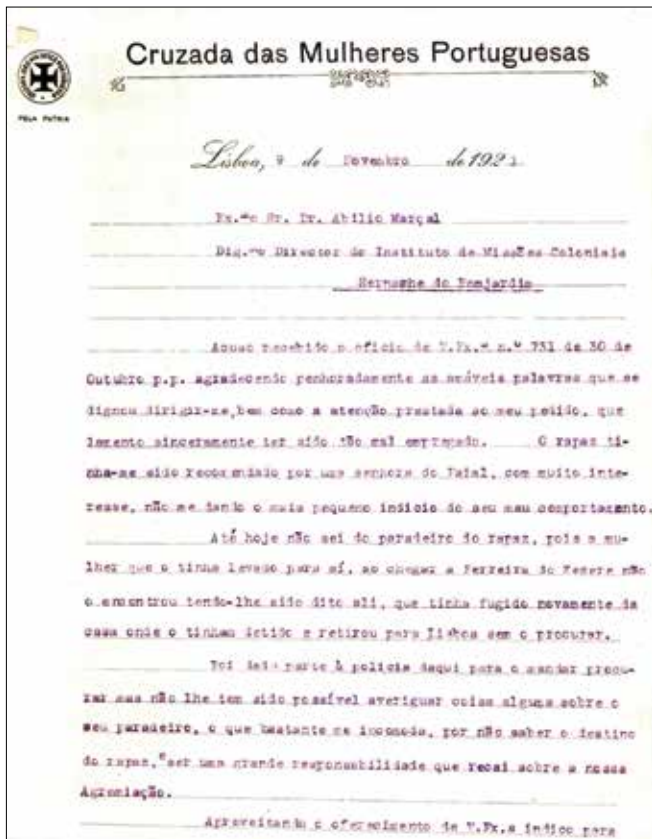 Cruzada das Mulheres Portuguesas
PELA PATRIA
Lisboa, 9 de Novembro de 192
Ex.mo Sr. Dr. Abilio Marçal
Dig.mo Director do Instituto de Missões Coloniais
Sernache do Bomjardim
Acuso recebido o oficio de V.Ex.ª n.º 731 de 30 de
Outubro p.p. agradecendo penhoradamente as amáveis palavras que se
dignou dirigir-me, bem como a atenção prestada ao meu pedido, que
lamento sinceramente ter sido tão mal empregado. O rapaz ti-
nha-me sido recomendado por uma senhora do Faial, com muito inte-
resse, não me dando o mais pequeno indicio do seu mau comportamento.
Até hoje não sei do paradeiro do rapaz, pois a mu-
lher que o tinha levado para aí, ao chegar a Ferreira do Zezere não
o encontrou tendo-lhe sido dito ali, que tinha fugido novamente da
casa onde o tinham detido e retirou para Lisboa sem o procurar.
Foi dada parte à policia daqui para o mandar procu-
rar mas não lhe tem sido possível averiguar coisa alguma sobre o
seu paradeiro, o que bastante me incomoda, por não saber o destino
do rapaz, e ser uma grande responsabilidade que recai sobre a nossa
Agremiação.
Aproveitando o oferecimento de V.Ex.ª indico para